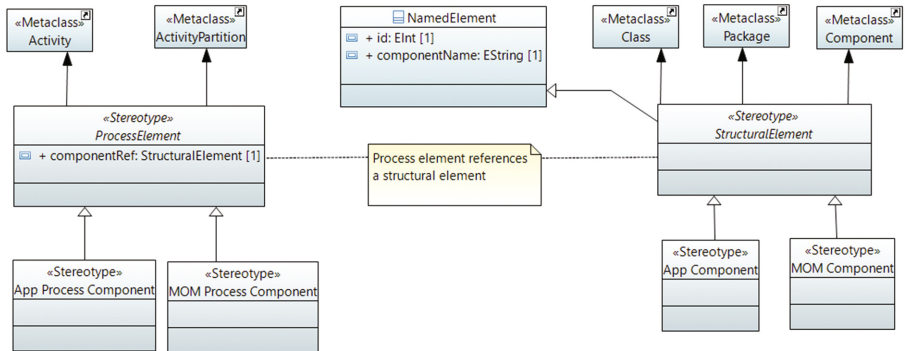 «Metaclass»
Activity
«Metaclass»
ActivityPartition
NamedElement
+ id: EInt [1]
+ componentName: EString [1]
«Metaclass»
Class
«Metaclass»
Package
«Metaclass»
Component
«Stereotype»
ProcessElement
+ componentRef: StructuralElement [1]
Process element references
a structural element
«Stereotype»
StructuralElement
«Stereotype»
App Process Component
«Stereotype»
MOM Process Component
«Stereotype»
App Component
«Stereotype»
MOM Component